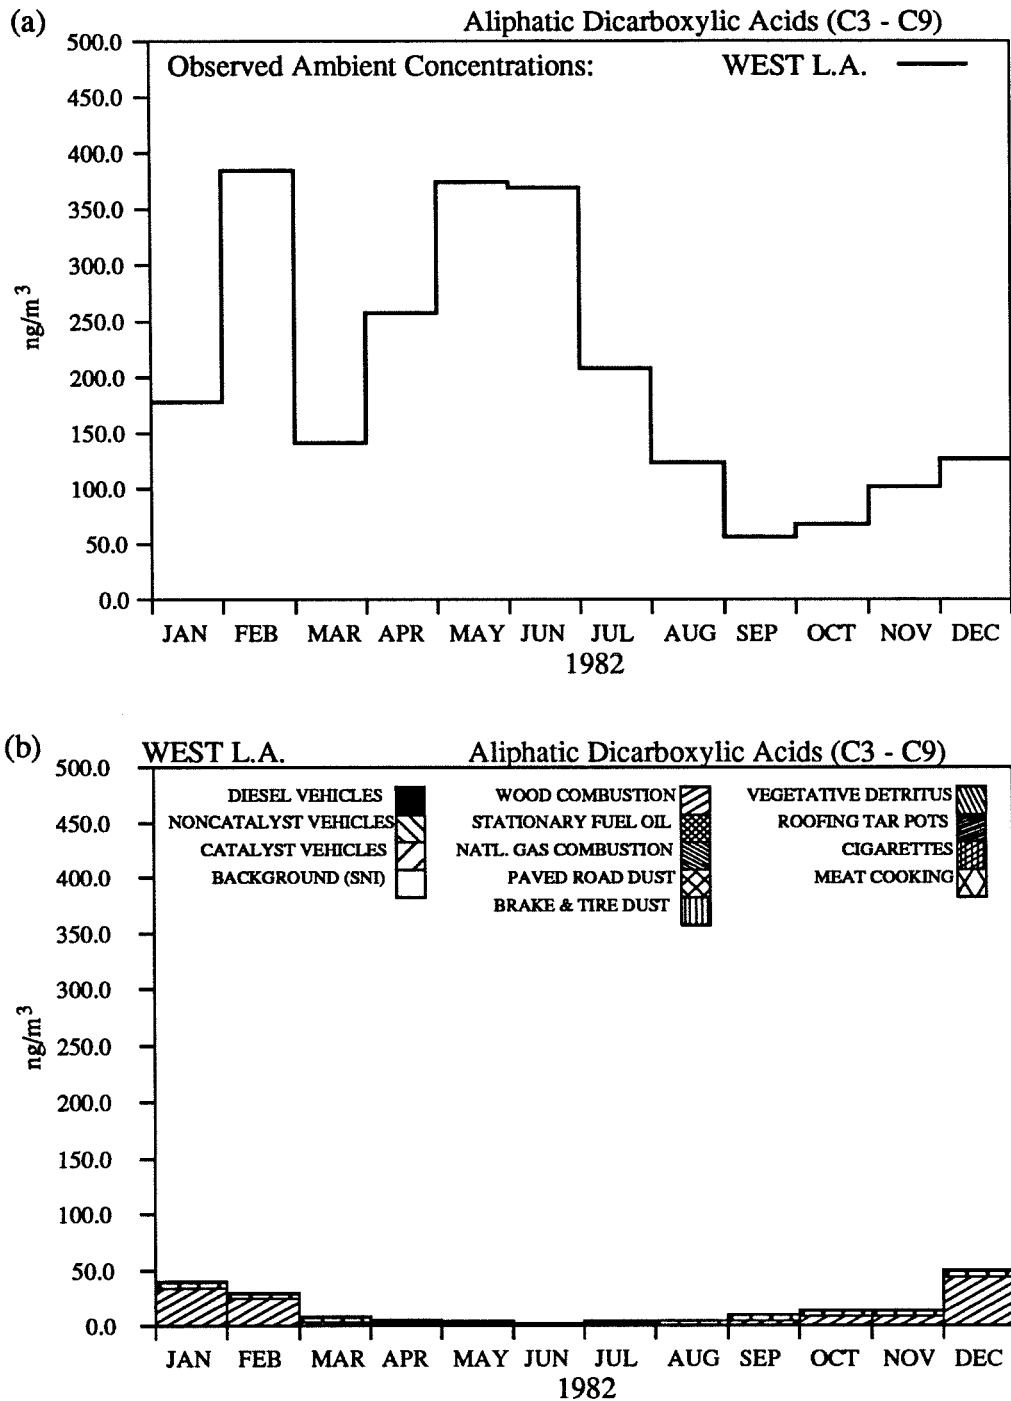 (a)
Aliphatic Dicarboxylic Acids (C3 - C9)
Observed Ambient Concentrations: WEST L.A.
500.0
450.0
400.0
350.0
300.0
250.0
200.0
150.0
100.0
50.0
0.0
ng/m³
JAN FEB MAR APR MAY JUN JUL AUG SEP OCT NOV DEC
1982
(b)
WEST L.A. Aliphatic Dicarboxylic Acids (C3 - C9)
DIESEL VEHICLES WOOD COMBUSTION VEGETATIVE DETRITUS
NONCATALYST VEHICLES STATIONARY FUEL OIL ROOFING TAR POTS
CATALYST VEHICLES NATL. GAS COMBUSTION CIGARETTES
BACKGROUND (SNI) PAVED ROAD DUST MEAT COOKING
BRAKE & TIRE DUST
500.0
450.0
400.0
350.0
300.0
250.0
200.0
150.0
100.0
50.0
0.0
ng/m³
JAN FEB MAR APR MAY JUN JUL AUG SEP OCT NOV DEC
1982